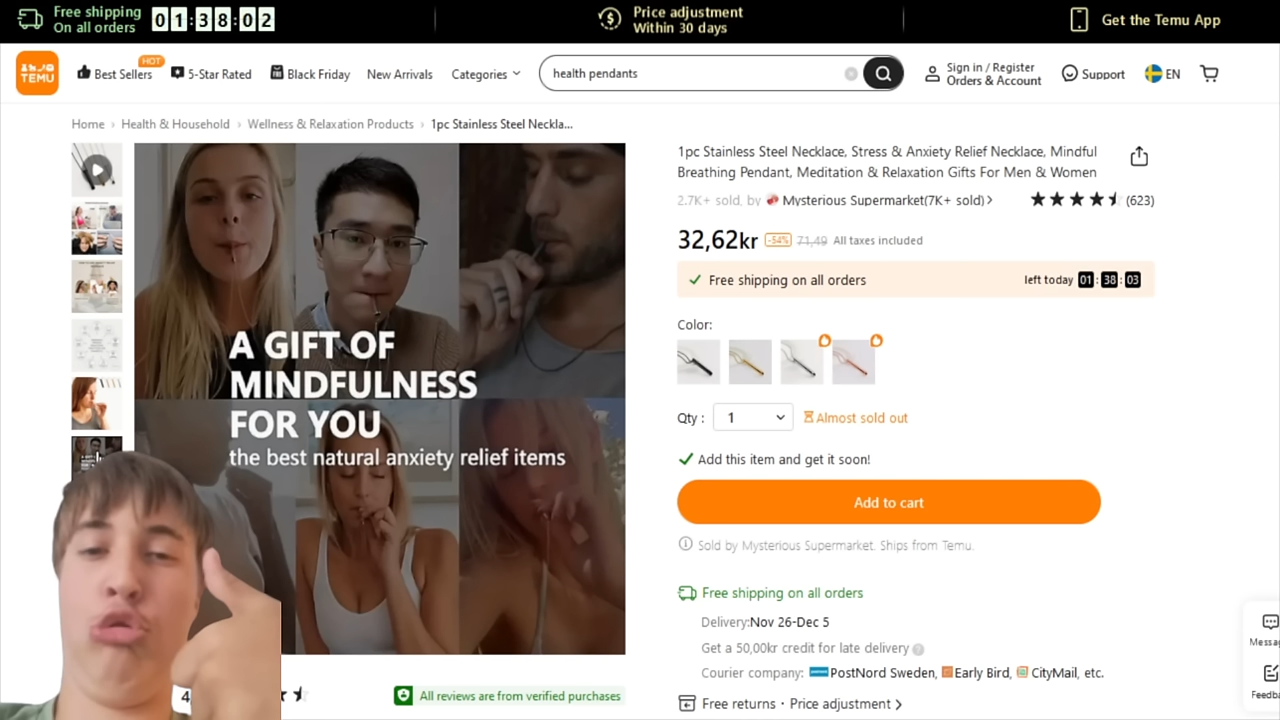 Free shipping
On all orders
01:38:02
Price adjustment
Within 30 days
Get the Temu App
TEMU
Best Sellers
HOT
5-Star Rated
Black Friday
New Arrivals
Categories
health pendants
Sign in / Register
Orders & Account
Support
EN
Home › Health & Household › Wellness & Relaxation Products › 1pc Stainless Steel Neckla...
A GIFT OF
MINDFULNESS
FOR YOU
the best natural anxiety relief items
1pc Stainless Steel Necklace, Stress & Anxiety Relief Necklace, Mindful
Breathing Pendant, Meditation & Relaxation Gifts For Men & Women
2.7K+ sold, by Mysterious Supermarket(7K+ sold)
(623)
32,62kr -54% 71,49 All taxes included
Free shipping on all orders
left today 01:38:03
Color:
Qty : 1
Almost sold out
Add this item and get it soon!
Add to cart
Sold by Mysterious Supermarket. Ships from Temu.
Free shipping on all orders
Delivery:Nov 26-Dec 5
Get a 50,00kr credit for late delivery
Courier company: PostNord Sweden, Early Bird, CityMail, etc.
Free returns · Price adjustment
All reviews are from verified purchases